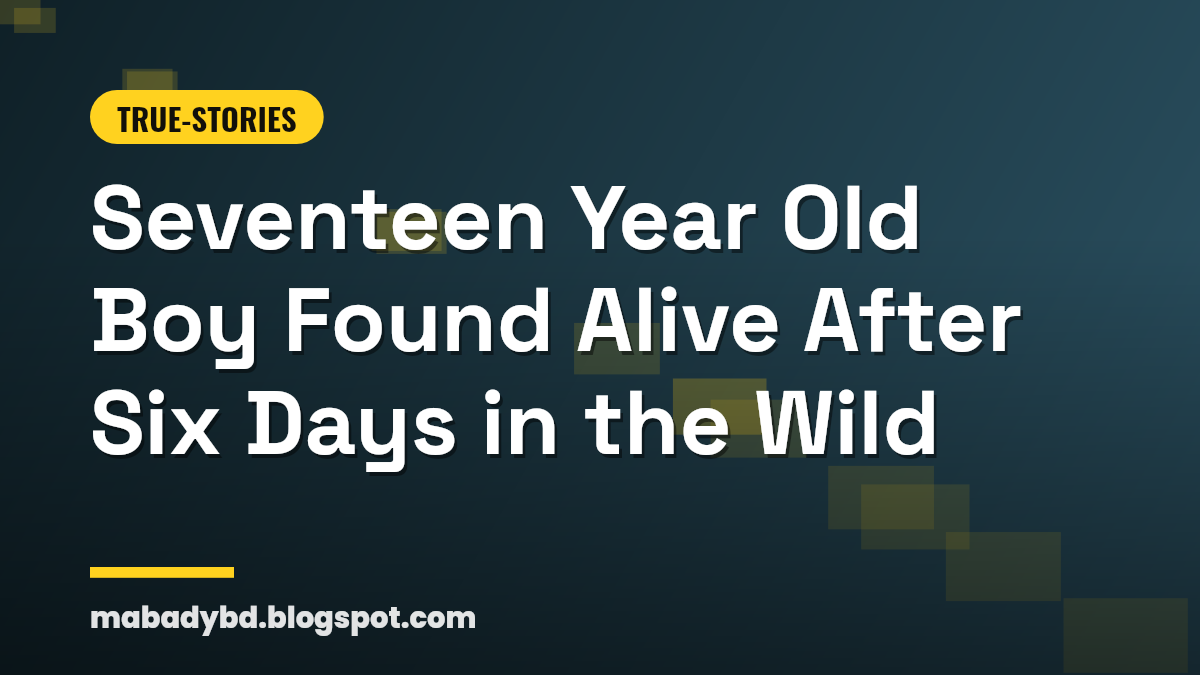 TRUE-STORIES
Seventeen Year Old
Boy Found Alive After
Six Days in the Wild
mabadybd.blogspot.com